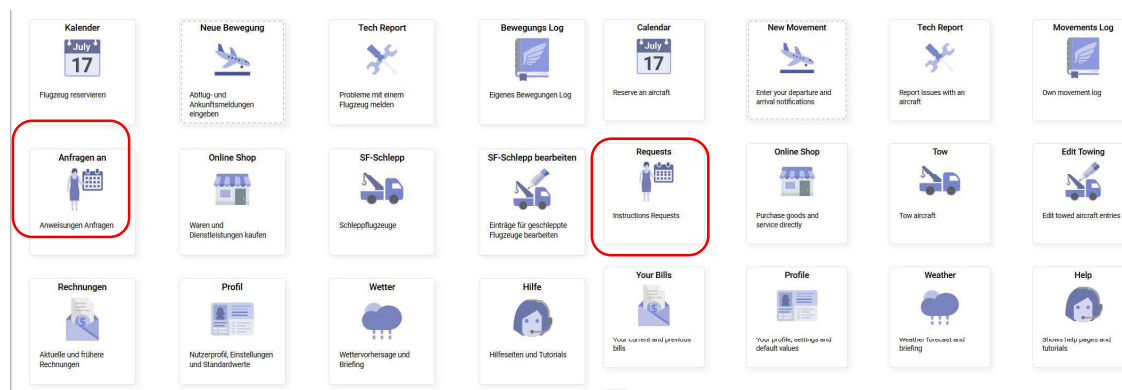 Kalender
July
17
Flugzeug reservieren
Neue Bewegung
Abflug- und
Ankunftsmeldungen
eingeben
Tech Report
Probleme mit einem
Flugzeug melden
Bewegungs Log
Eigenes Bewegungen Log
Anfragen an
Anweisungen Anfragen
Online Shop
Waren und
Dienstleistungen kaufen
SF-Schlepp
Schleppflugzeuge
SF-Schlepp bearbeiten
Einträge für geschleppte
Flugzeuge bearbeiten
Rechnungen
$
Aktuelle und frühere
Rechnungen
Profil
Nutzerprofil, Einstellungen
und Standardwerte
Wetter
Wettervorhersage und
Briefing
Hilfe
Hilfeseiten und Tutorials
Calendar
July
17
Reserve an aircraft
New Movement
Enter your departure and
arrival notifications
Tech Report
Report issues with an
aircraft
Movements Log
Own movement log
Requests
Instructions Requests
Online Shop
Purchase goods and
service directly
Tow
Tow aircraft
Edit Towing
Edit towed aircraft entries
Your Bills
$
Your current and previous
bills
Profile
Your profile, settings and
default values
Weather
Weather forecast and
briefing
Help
Shows help pages and
tutorials